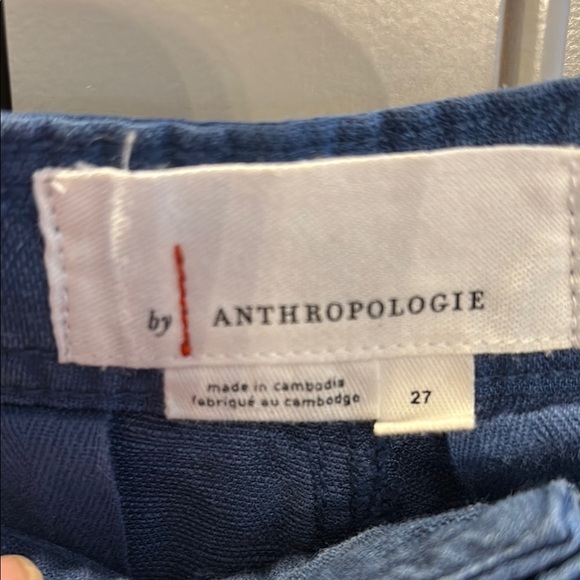 by ANTHROPOLOGIE
made in cambodia
fabriqué au cambodge
27